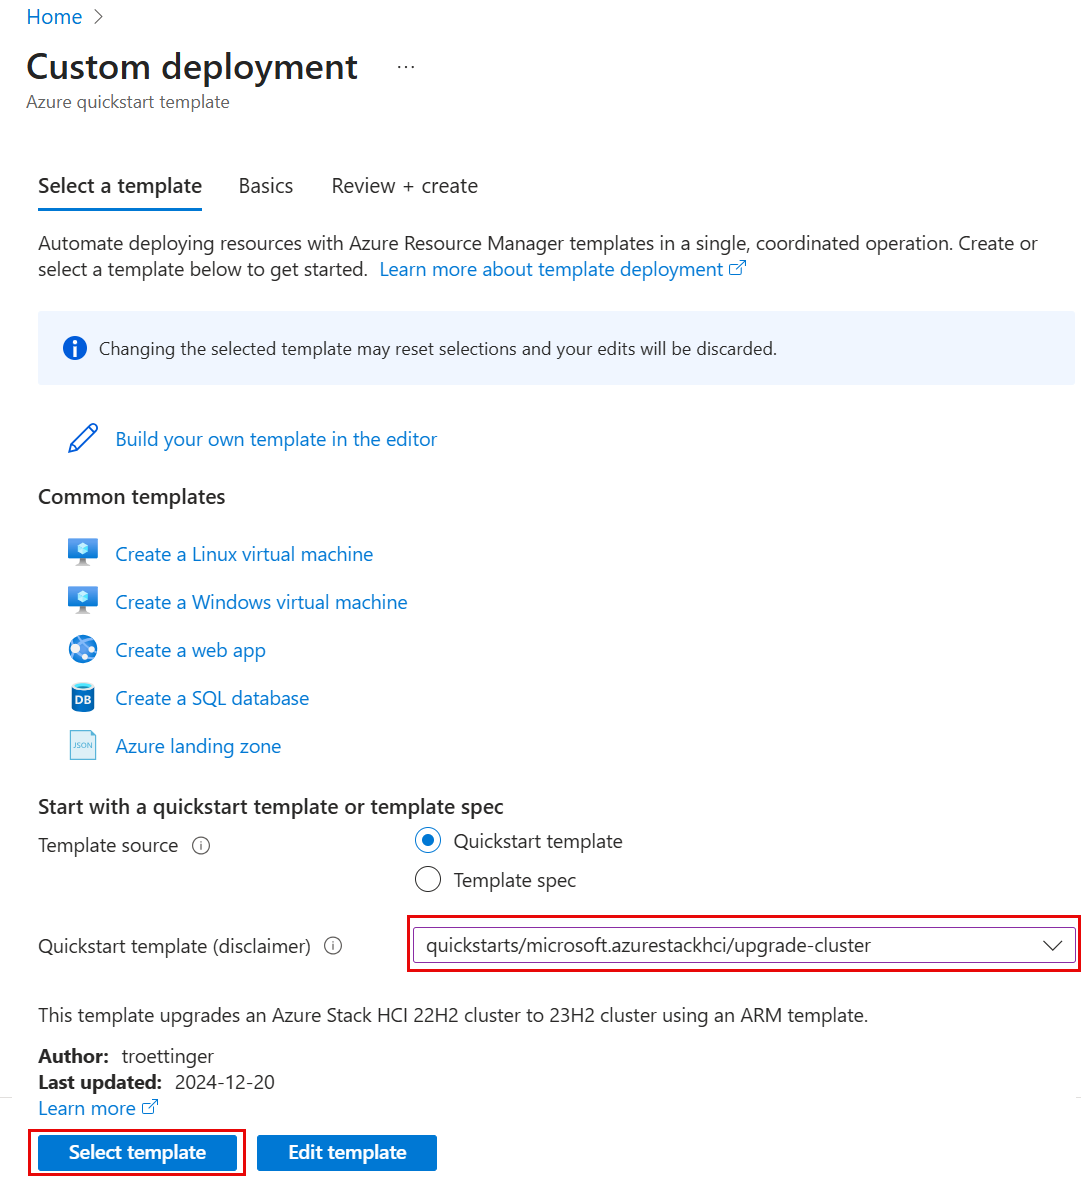 Home
Custom deployment ...
Azure quickstart template
Select a template Basics Review + create
Automate deploying resources with Azure Resource Manager templates in a single, coordinated operation. Create or
select a template below to get started. Learn more about template deployment
Changing the selected template may reset selections and your edits will be discarded.
Build your own template in the editor
Common templates
Create a Linux virtual machine
Create a Windows virtual machine
Create a web app
DB Create a SQL database
JSON Azure landing zone
Start with a quickstart template or template spec
Template source Quickstart template
Template spec
Quickstart template (disclaimer) quickstarts/microsoft.azurestackhci/upgrade-cluster
This template upgrades an Azure Stack HCI 22H2 cluster to 23H2 cluster using an ARM template.
Author: troettinger
Last updated: 2024-12-20
Learn more
Select template Edit template